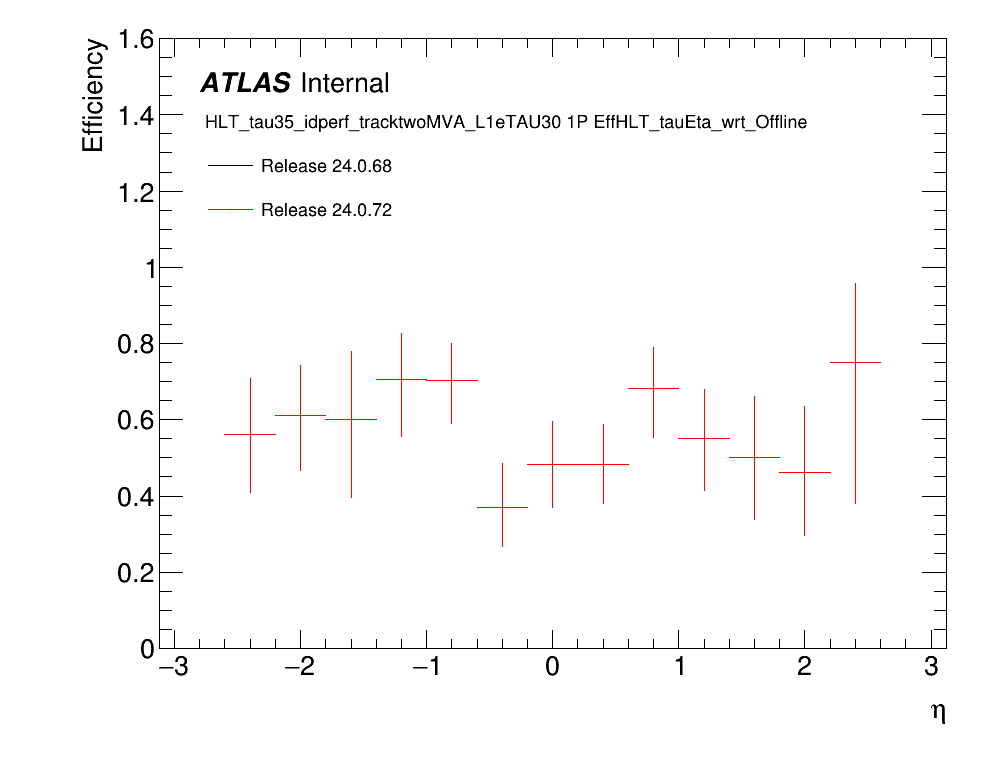 Efficiency
1.6
1.4
1.2
1
0.8
0.6
0.4
0.2
0
ATLAS Internal
HLT_tau35_idperf_tracktwoMVA_L1eTAU30 1P EffHLT_tauEta_wrt_Offline
Release 24.0.68
Release 24.0.72
−3 −2 −1 0 1 2 3
η